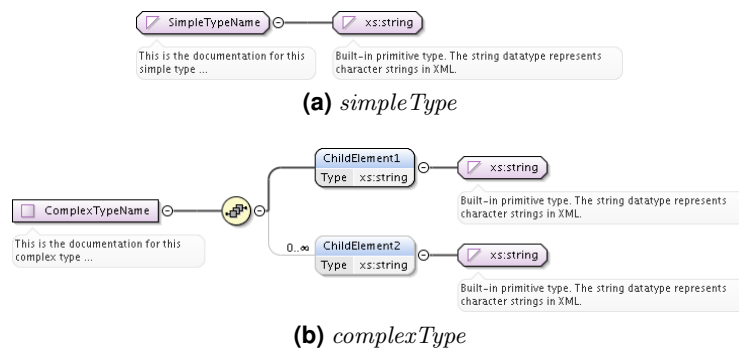 SimpleTypeName
xs:string
This is the documentation for this
simple type ...
Built-in primitive type. The string datatype represents
character strings in XML.
(a) simpleType
ChildElement1
Type xs:string
xs:string
Built-in primitive type. The string datatype represents
character strings in XML.
ComplexTypeName
This is the documentation for this
complex type ...
0..∞
ChildElement2
Type xs:string
xs:string
Built-in primitive type. The string datatype represents
character strings in XML.
(b) complexType